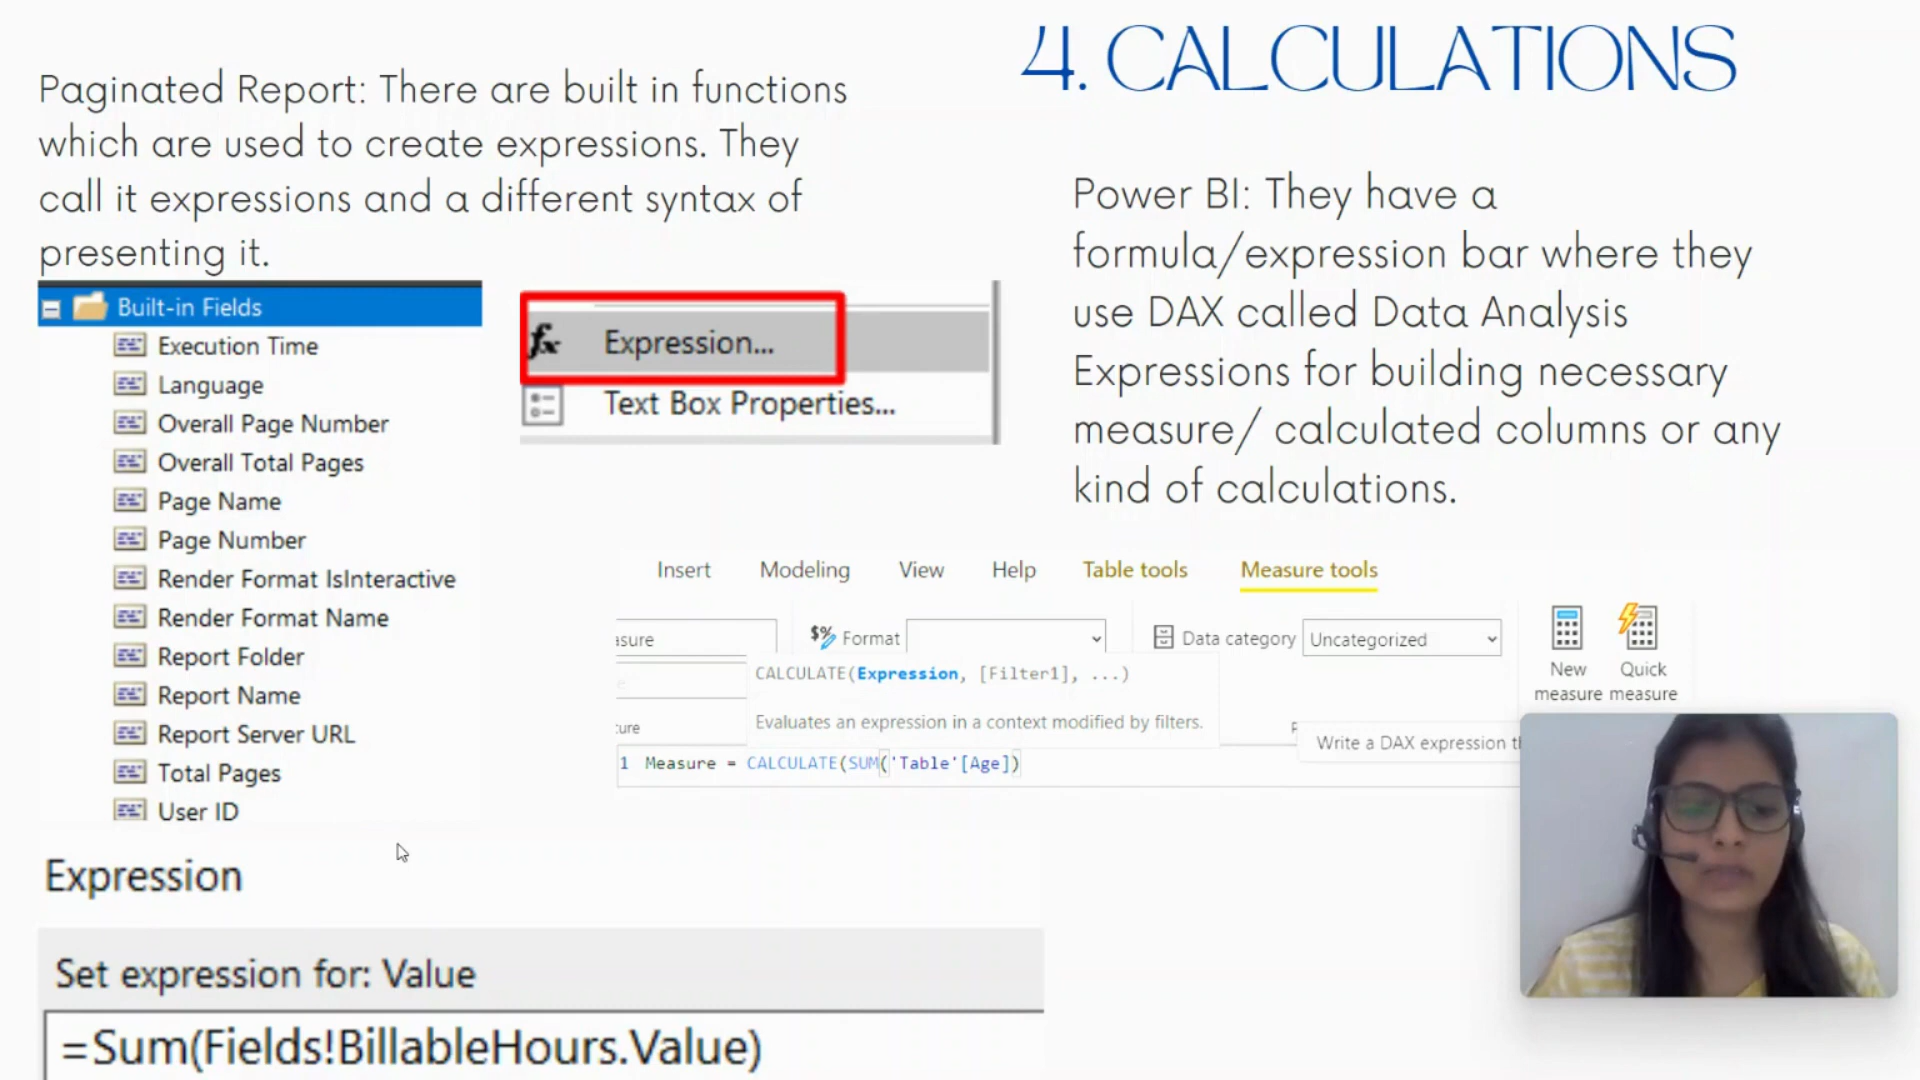 4. CALCULATIONS
Paginated Report: There are built in functions
which are used to create expressions. They
call it expressions and a different syntax of
presenting it.
Built-in Fields
Execution Time
Language
Overall Page Number
Overall Total Pages
Page Name
Page Number
Render Format IsInteractive
Render Format Name
Report Folder
Report Name
Report Server URL
Total Pages
User ID
fx Expression...
Text Box Properties...
Power BI: They have a
formula/expression bar where they
use DAX called Data Analysis
Expressions for building necessary
measure/ calculated columns or any
kind of calculations.
Insert Modeling View Help Table tools Measure tools
asure $% Format Data category Uncategorized
New measure
Quick measure
CALCULATE(Expression, [Filter1], ...)
Evaluates an expression in a context modified by filters.
ture
Write a DAX expression t
1 Measure = CALCULATE(SUM('Table'[Age])
Expression
Set expression for: Value
=Sum(Fields!BillableHours.Value)